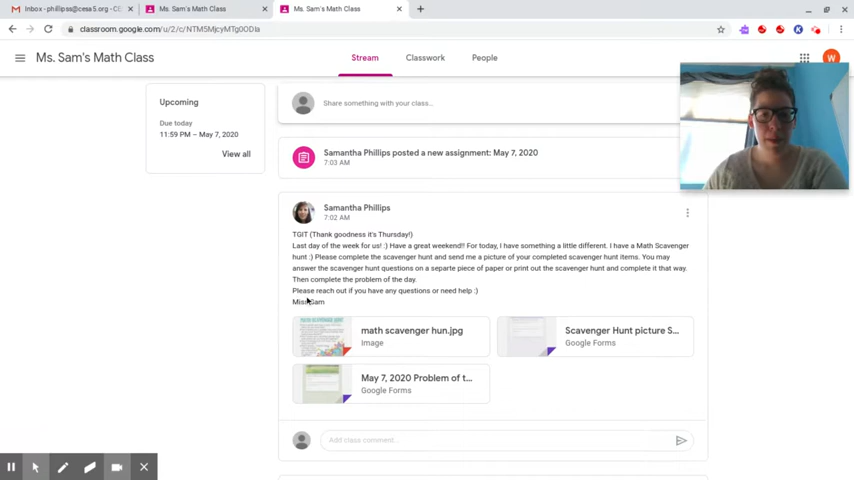 Inbox - phillipss@cesa5.org - CE
Ms. Sam's Math Class
Ms. Sam's Math Class
classroom.google.com/u/2/c/NTM5MjcyMTg0ODIa
Ms. Sam's Math Class
Stream
Classwork
People
W
Upcoming
Due today
11:59 PM – May 7, 2020
View all
Share something with your class...
Samantha Phillips posted a new assignment: May 7, 2020
7:03 AM
Samantha Phillips
7:02 AM
TGIT (Thank goodness it's Thursday!)
Last day of the week for us! :) Have a great weekend!! For today, I have something a little different. I have a Math Scavenger
hunt :) Please complete the scavenger hunt and send me a picture of your completed scavenger hunt items. You may
answer the scavenger hunt questions on a separte piece of paper or print out the scavenger hunt and complete it that way.
Then complete the problem of the day.
Please reach out if you have any questions or need help :)
Miss Sam
math scavenger hun.jpg
Image
Scavenger Hunt picture S...
Google Forms
May 7, 2020 Problem of t...
Google Forms
Add class comment...